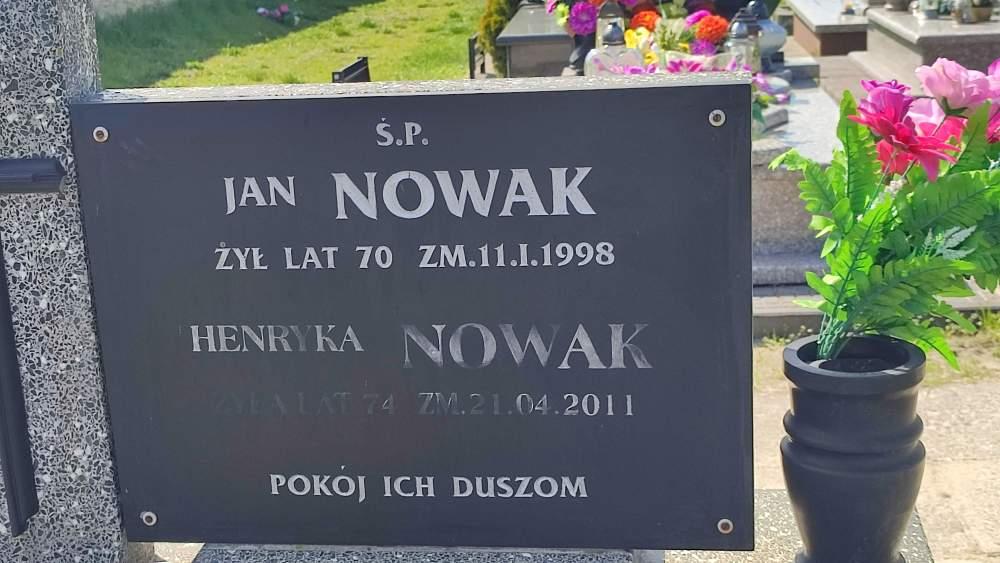 Ś.P.
JAN NOWAK
ŻYŁ LAT 70 ZM.11.I.1998
HENRYKA NOWAK
ŻYŁA LAT 74 ZM.21.04.2011
POKÓJ ICH DUSZOM